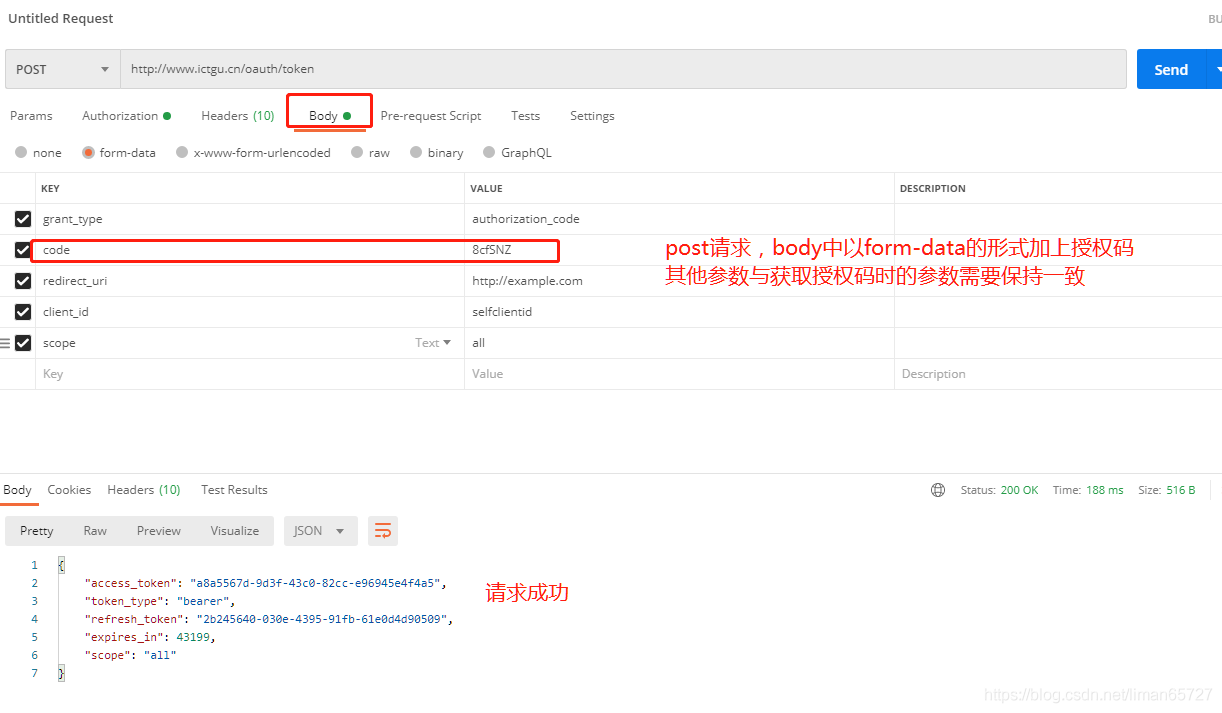 Untitled Request
BU
POST http://www.ictgu.cn/oauth/token Send
Params Authorization Headers (10) Body Pre-request Script Tests Settings
none form-data x-www-form-urlencoded raw binary GraphQL
KEY VALUE DESCRIPTION
grant_type authorization_code
code 8cfSNZ
post请求，body中以form-data的形式加上授权码
其他参数与获取授权码时的参数需要保持一致
redirect_uri http://example.com
client_id selfclientid
scope Text all
Key Value Description
Body Cookies Headers (10) Test Results Status: 200 OK Time: 188 ms Size: 516 B
Pretty Raw Preview Visualize JSON
1 {
2 "access_token": "a8a5567d-9d3f-43c0-82cc-e96945e4f4a5",
3 "token_type": "bearer",
请求成功
4 "refresh_token": "2b245640-030e-4395-91fb-61e0d4d90509",
5 "expires_in": 43199,
6 "scope": "all"
7 }
https://blog.csdn.net/liman65727